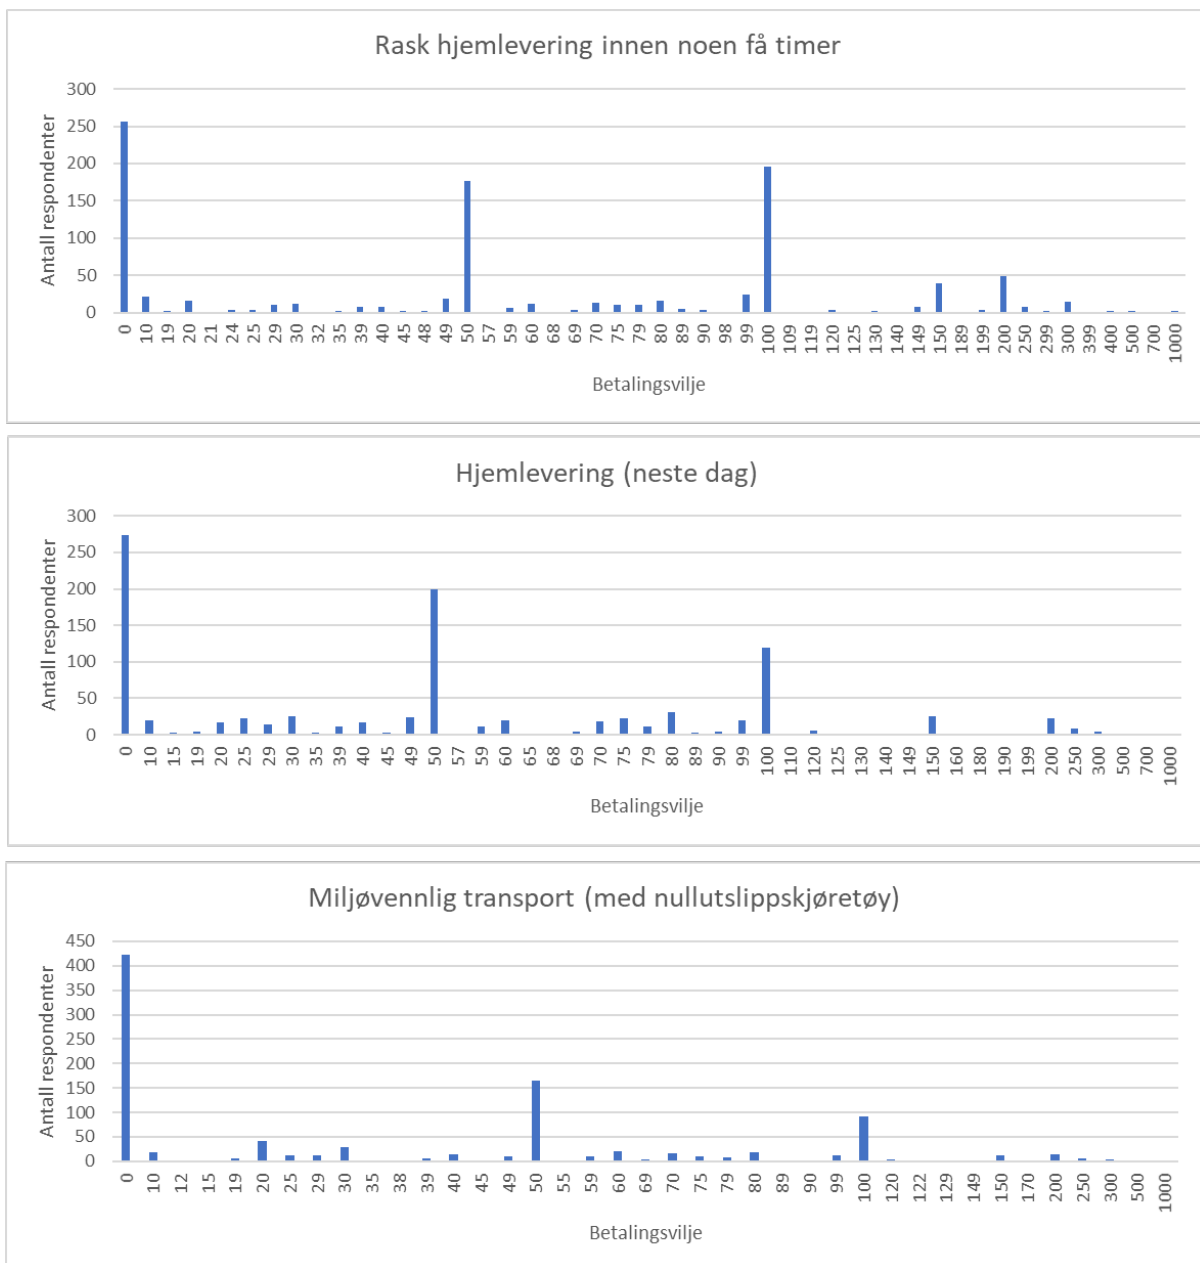 Rask hjemlevering innen noen få timer
Antall respondenter
300
250
200
150
100
50
0
0 10 19 20 21 24 25 29 30 32 35 39 40 45 48 49 50 57 59 60 68 69 70 75 79 80 89 90 98 99 100 109 119 120 125 130 140 149 150 189 199 200 250 299 300 399 400 500 700 1000
Betalingsvilje
Hjemlevering (neste dag)
Antall respondenter
300
250
200
150
100
50
0
0 10 15 19 20 25 29 30 35 39 40 45 49 50 57 59 60 65 68 69 70 75 79 80 89 90 99 100 110 120 125 130 140 149 150 160 180 190 199 200 250 300 500 700 1000
Betalingsvilje
Miljøvennlig transport (med nullutslippskjøretøy)
Antall respondenter
450
400
350
300
250
200
150
100
50
0
0 10 12 15 19 20 25 29 30 35 38 39 40 45 49 50 55 59 60 69 70 75 79 80 89 90 99 100 120 122 129 149 150 170 200 250 300 500 1000
Betalingsvilje